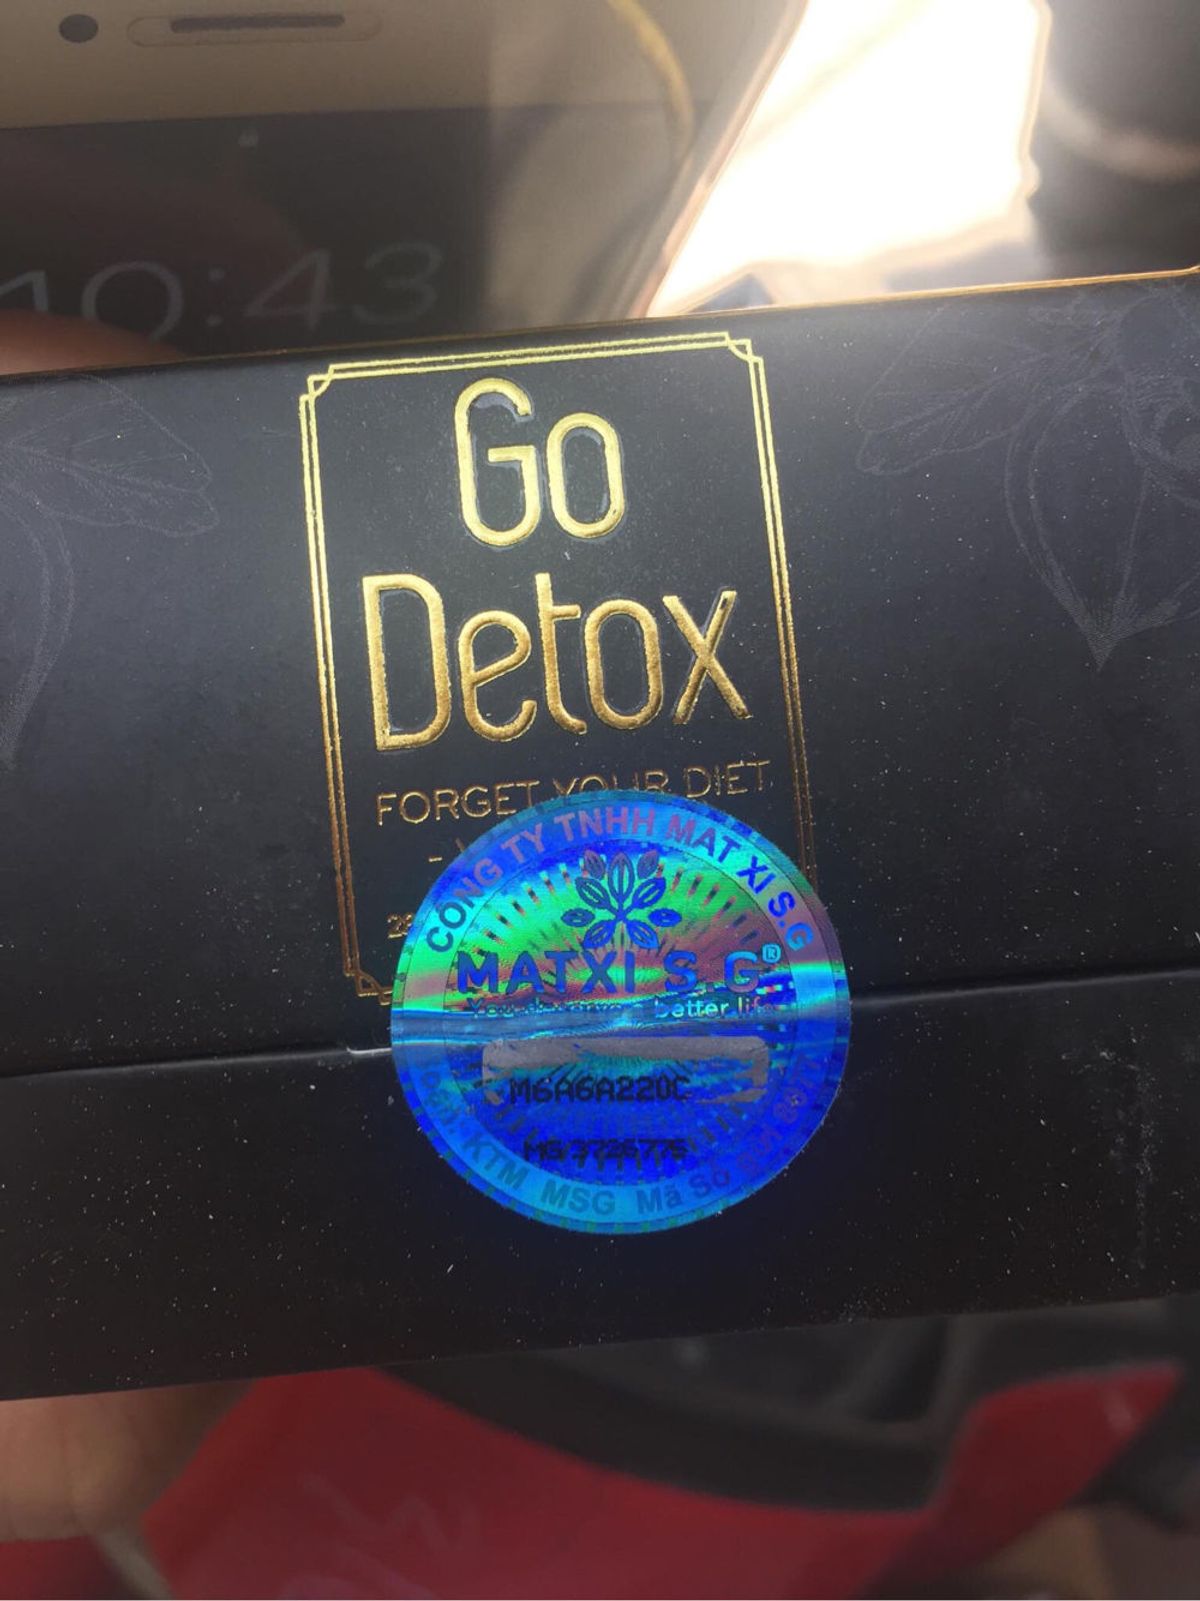 10:43
Go
Detox
FORGET YOUR DIET
CÔNG TY TNHH MAT XI S.G
MATXI S.G®
better life
M6A6A220C
KTM MSG Mã Số